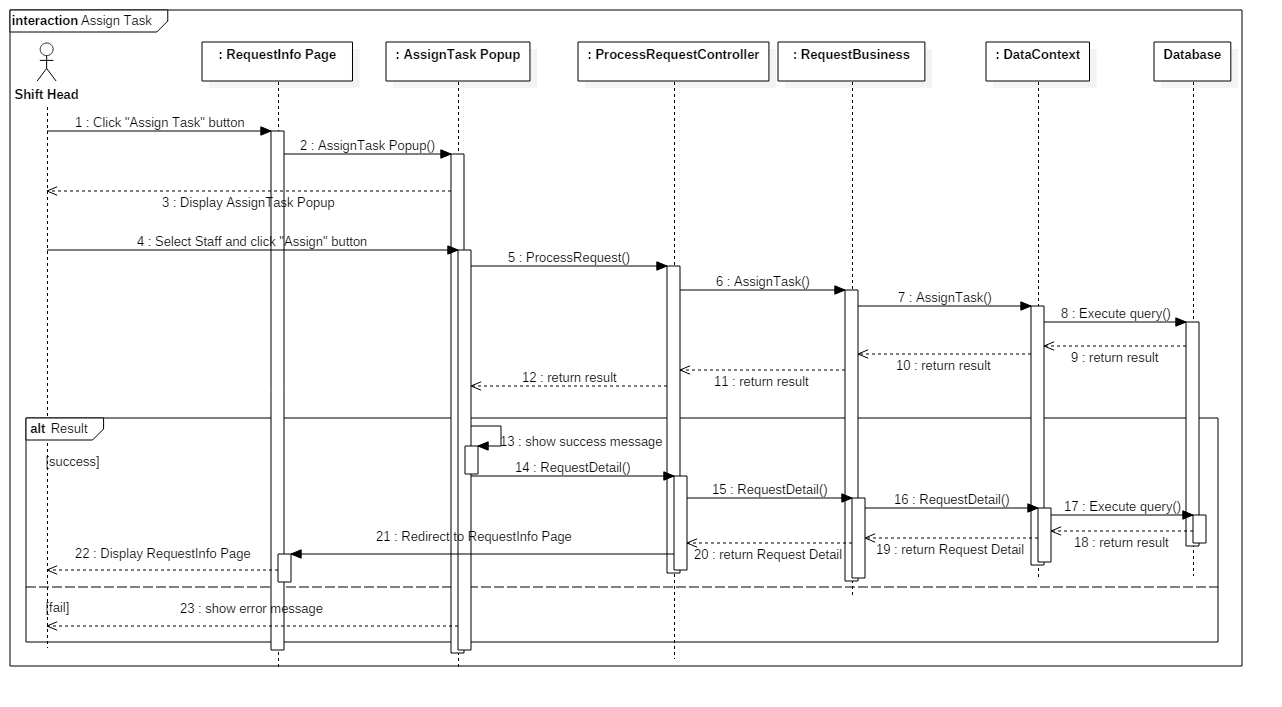 interaction Assign Task
Shift Head
: RequestInfo Page
: AssignTask Popup
: ProcessRequestController
: RequestBusiness
: DataContext
Database
1 : Click "Assign Task" button
2 : AssignTask Popup()
3 : Display AssignTask Popup
4 : Select Staff and click "Assign" button
5 : ProcessRequest()
6 : AssignTask()
7 : AssignTask()
8 : Execute query()
9 : return result
10 : return result
11 : return result
12 : return result
alt Result
[success]
13 : show success message
14 : RequestDetail()
15 : RequestDetail()
16 : RequestDetail()
17 : Execute query()
18 : return result
19 : return Request Detail
20 : return Request Detail
21 : Redirect to RequestInfo Page
22 : Display RequestInfo Page
[fail]
23 : show error message